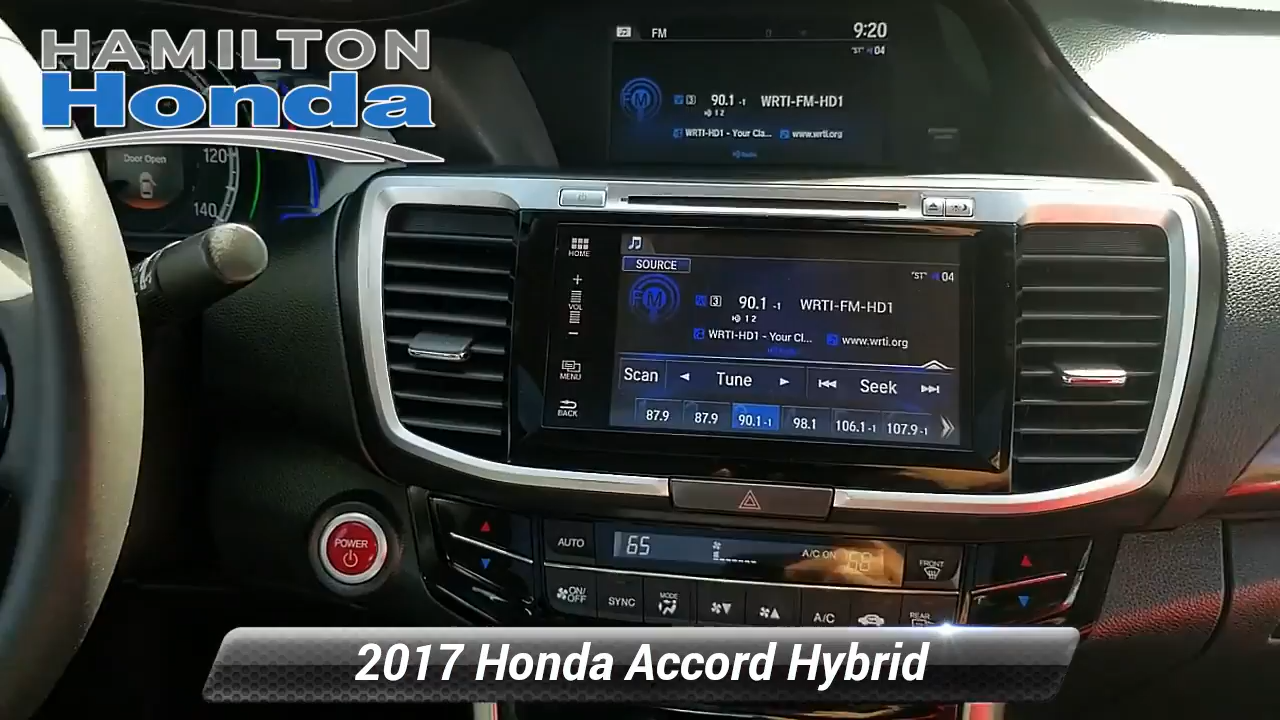 HAMILTON
Honda
Door Open
120
140
FM
9:20
"ST" 04
3 90.1 -1 WRTI-FM-HD1
1 2
WRTI-HD1 - Your Cla... www.wrti.org
HOME
VOL
MENU
BACK
SOURCE
"ST" 04
FM
3 90.1 -1 WRTI-FM-HD1
1 2
WRTI-HD1 - Your Cl... www.wrti.org
Scan Tune Seek
87.9 87.9 90.1-1 98.1 106.1-1 107.9-1
POWER
AUTO 65 A/C ON 68 FRONT
ON/OFF SYNC MODE A/C REAR
2017 Honda Accord Hybrid